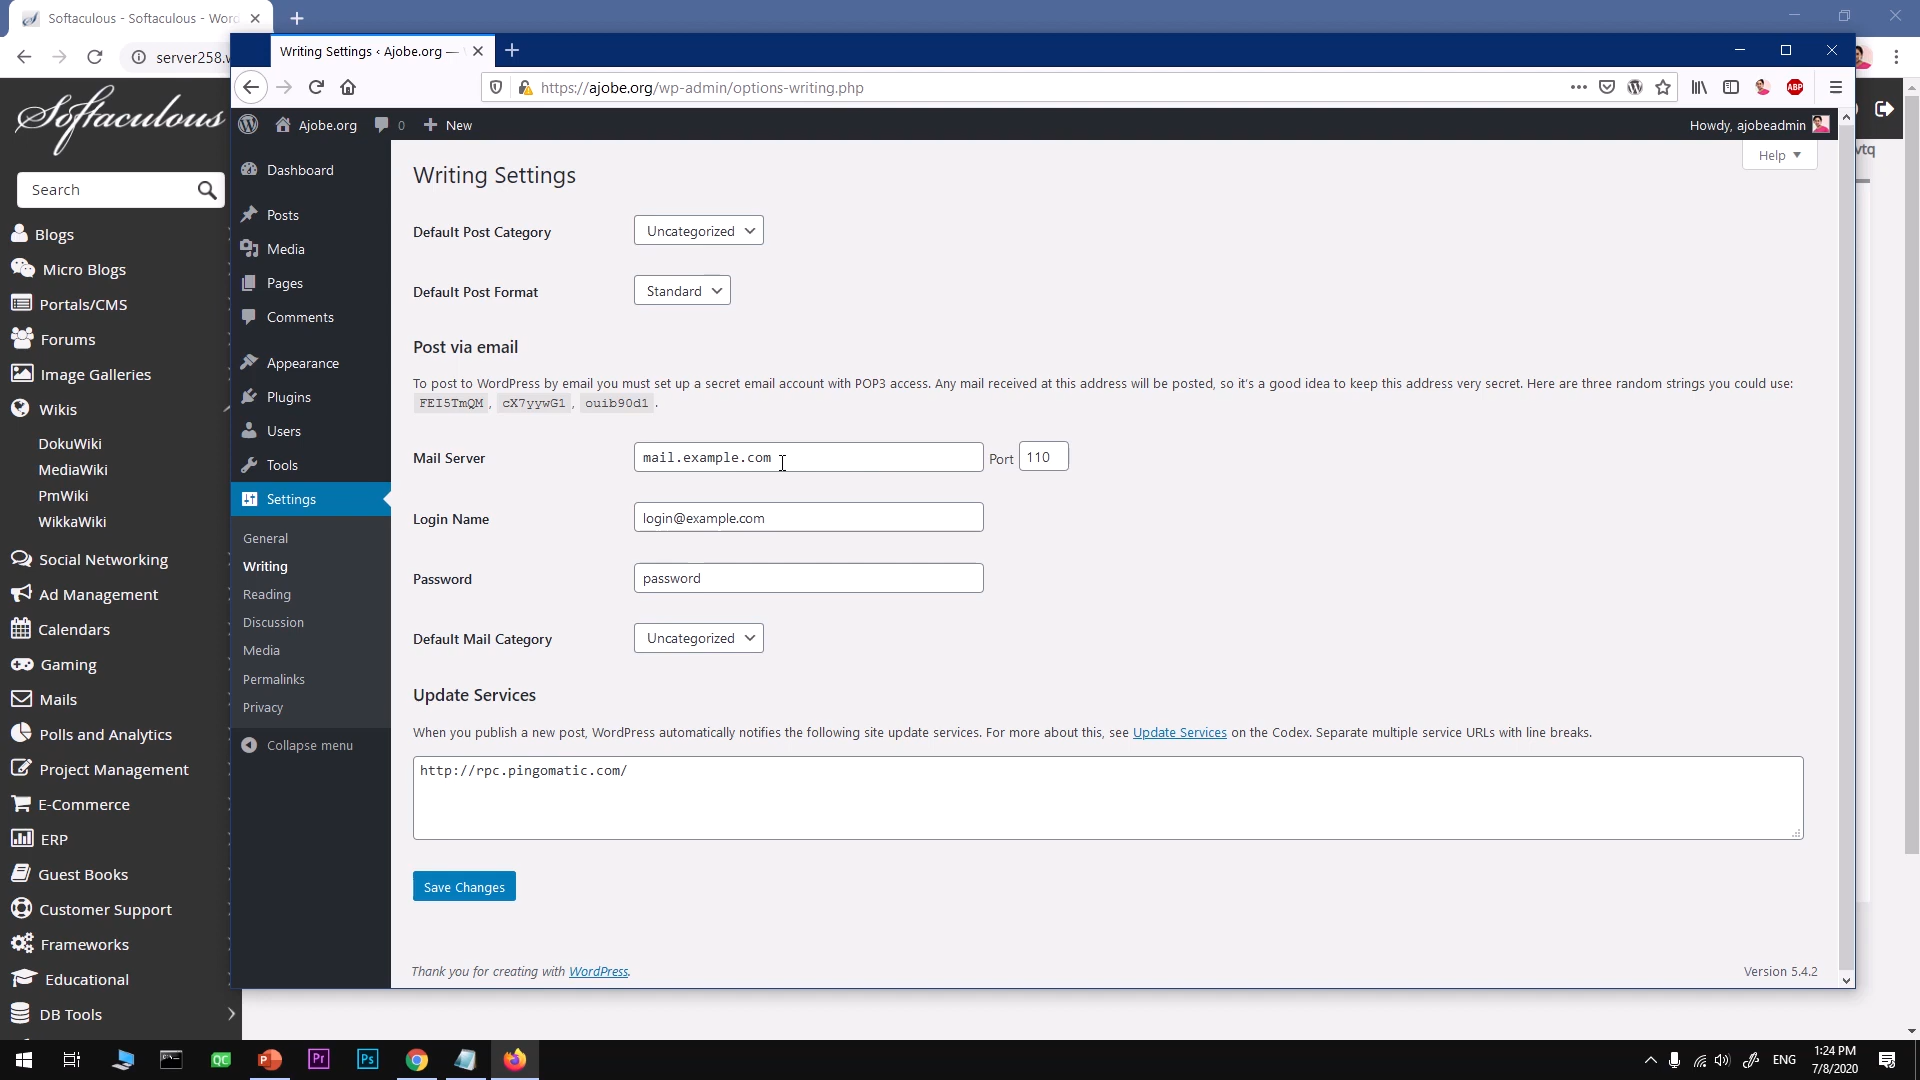 Softaculous - Softaculous - Word
server258.w
Softaculous
Search
Blogs
Micro Blogs
Portals/CMS
Forums
Image Galleries
Wikis
DokuWiki
MediaWiki
PmWiki
WikkaWiki
Social Networking
Ad Management
Calendars
Gaming
Mails
Polls and Analytics
Project Management
E-Commerce
ERP
Guest Books
Customer Support
Frameworks
Educational
DB Tools
Writing Settings ‹ Ajobe.org —
https://ajobe.org/wp-admin/options-writing.php
ABP
Ajobe.org 0 + New
Howdy, ajobeadmin
vtq
Dashboard
Posts
Media
Pages
Comments
Appearance
Plugins
Users
Tools
Settings
General
Writing
Reading
Discussion
Media
Permalinks
Privacy
Collapse menu
Help
Writing Settings
Default Post Category Uncategorized
Default Post Format Standard
Post via email
To post to WordPress by email you must set up a secret email account with POP3 access. Any mail received at this address will be posted, so it's a good idea to keep this address very secret. Here are three random strings you could use:
FEI5TmQM , cX7yywG1 , ouib90d1 .
Mail Server mail.example.com Port 110
Login Name login@example.com
Password password
Default Mail Category Uncategorized
Update Services
When you publish a new post, WordPress automatically notifies the following site update services. For more about this, see Update Services on the Codex. Separate multiple service URLs with line breaks.
http://rpc.pingomatic.com/
Save Changes
Thank you for creating with WordPress.
Version 5.4.2
QC
P
Pr
Ps
ENG
1:24 PM
7/8/2020